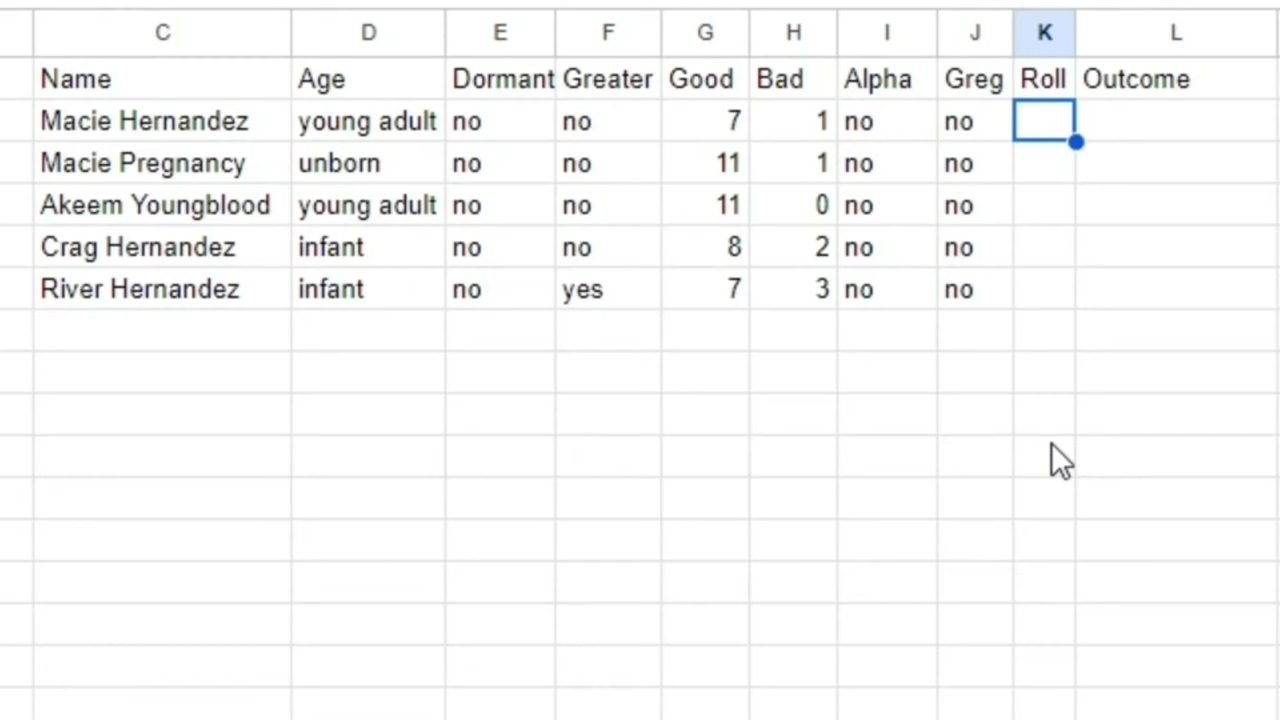 C D E F G H I J K L
Name Age Dormant Greater Good Bad Alpha Greg Roll Outcome
Macie Hernandez young adult no no 7 1 no no
Macie Pregnancy unborn no no 11 1 no no
Akeem Youngblood young adult no no 11 0 no no
Crag Hernandez infant no no 8 2 no no
River Hernandez infant no yes 7 3 no no